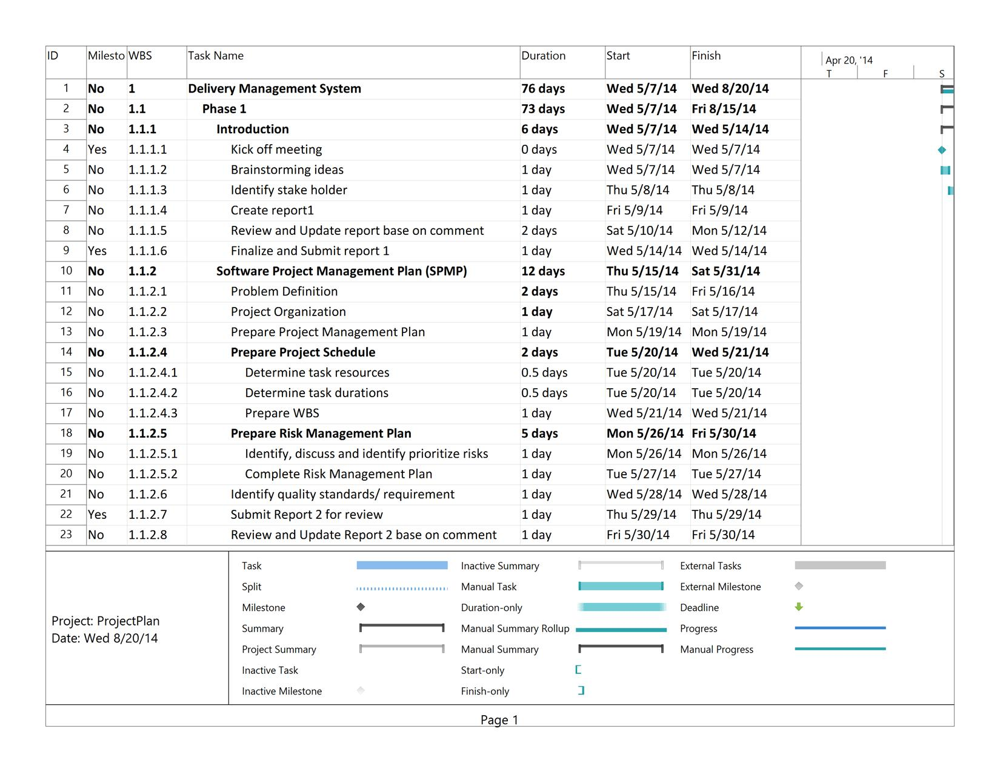 ID Milesto WBS Task Name Duration Start Finish
Apr 20, '14
T F S
1 No 1 Delivery Management System 76 days Wed 5/7/14 Wed 8/20/14
2 No 1.1 Phase 1 73 days Wed 5/7/14 Fri 8/15/14
3 No 1.1.1 Introduction 6 days Wed 5/7/14 Wed 5/14/14
4 Yes 1.1.1.1 Kick off meeting 0 days Wed 5/7/14 Wed 5/7/14
5 No 1.1.1.2 Brainstorming ideas 1 day Wed 5/7/14 Wed 5/7/14
6 No 1.1.1.3 Identify stake holder 1 day Thu 5/8/14 Thu 5/8/14
7 No 1.1.1.4 Create report1 1 day Fri 5/9/14 Fri 5/9/14
8 No 1.1.1.5 Review and Update report base on comment 2 days Sat 5/10/14 Mon 5/12/14
9 Yes 1.1.1.6 Finalize and Submit report 1 1 day Wed 5/14/14 Wed 5/14/14
10 No 1.1.2 Software Project Management Plan (SPMP) 12 days Thu 5/15/14 Sat 5/31/14
11 No 1.1.2.1 Problem Definition 2 days Thu 5/15/14 Fri 5/16/14
12 No 1.1.2.2 Project Organization 1 day Sat 5/17/14 Sat 5/17/14
13 No 1.1.2.3 Prepare Project Management Plan 1 day Mon 5/19/14 Mon 5/19/14
14 No 1.1.2.4 Prepare Project Schedule 2 days Tue 5/20/14 Wed 5/21/14
15 No 1.1.2.4.1 Determine task resources 0.5 days Tue 5/20/14 Tue 5/20/14
16 No 1.1.2.4.2 Determine task durations 0.5 days Tue 5/20/14 Tue 5/20/14
17 No 1.1.2.4.3 Prepare WBS 1 day Wed 5/21/14 Wed 5/21/14
18 No 1.1.2.5 Prepare Risk Management Plan 5 days Mon 5/26/14 Fri 5/30/14
19 No 1.1.2.5.1 Identify, discuss and identify prioritize risks 1 day Mon 5/26/14 Mon 5/26/14
20 No 1.1.2.5.2 Complete Risk Management Plan 1 day Tue 5/27/14 Tue 5/27/14
21 No 1.1.2.6 Identify quality standards/ requirement 1 day Wed 5/28/14 Wed 5/28/14
22 Yes 1.1.2.7 Submit Report 2 for review 1 day Thu 5/29/14 Thu 5/29/14
23 No 1.1.2.8 Review and Update Report 2 base on comment 1 day Fri 5/30/14 Fri 5/30/14
Project: ProjectPlan
Date: Wed 8/20/14
Task
Split
Milestone
Summary
Project Summary
Inactive Task
Inactive Milestone
Inactive Summary
Manual Task
Duration-only
Manual Summary Rollup
Manual Summary
Start-only
Finish-only
External Tasks
External Milestone
Deadline
Progress
Manual Progress
Page 1